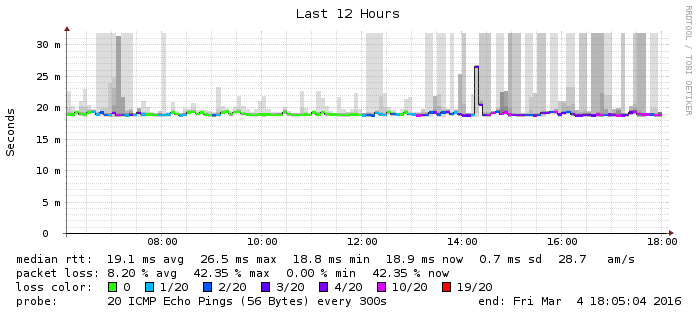 Last 12 Hours
RRDTOOL / TOBI OETIKER
Seconds
30 m
25 m
20 m
15 m
10 m
5 m
0
08:00 10:00 12:00 14:00 16:00 18:00
median rtt: 19.1 ms avg 26.5 ms max 18.8 ms min 18.9 ms now 0.7 ms sd 28.7 am/s
packet loss: 8.20 % avg 42.35 % max 0.00 % min 42.35 % now
loss color: 0 1/20 2/20 3/20 4/20 10/20 19/20
probe: 20 ICMP Echo Pings (56 Bytes) every 300s end: Fri Mar 4 18:05:04 2016